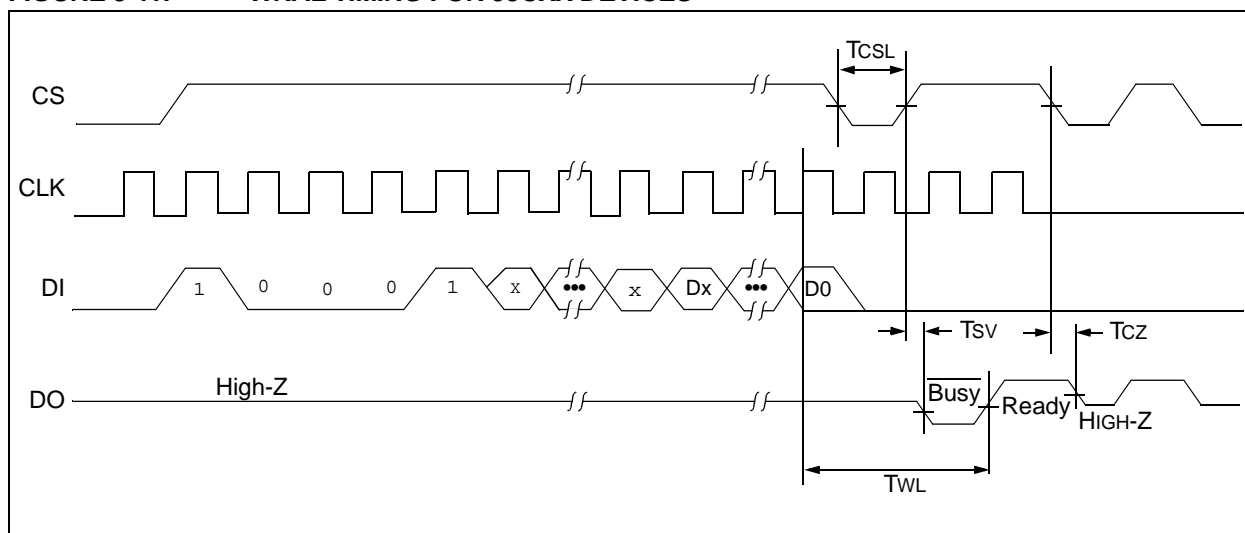 TCSL
CS
CLK
DI 1 0 0 0 1 x ••• x Dx ••• D0
TSV TCZ
High-Z Busy
DO Ready HIGH-Z
TWL